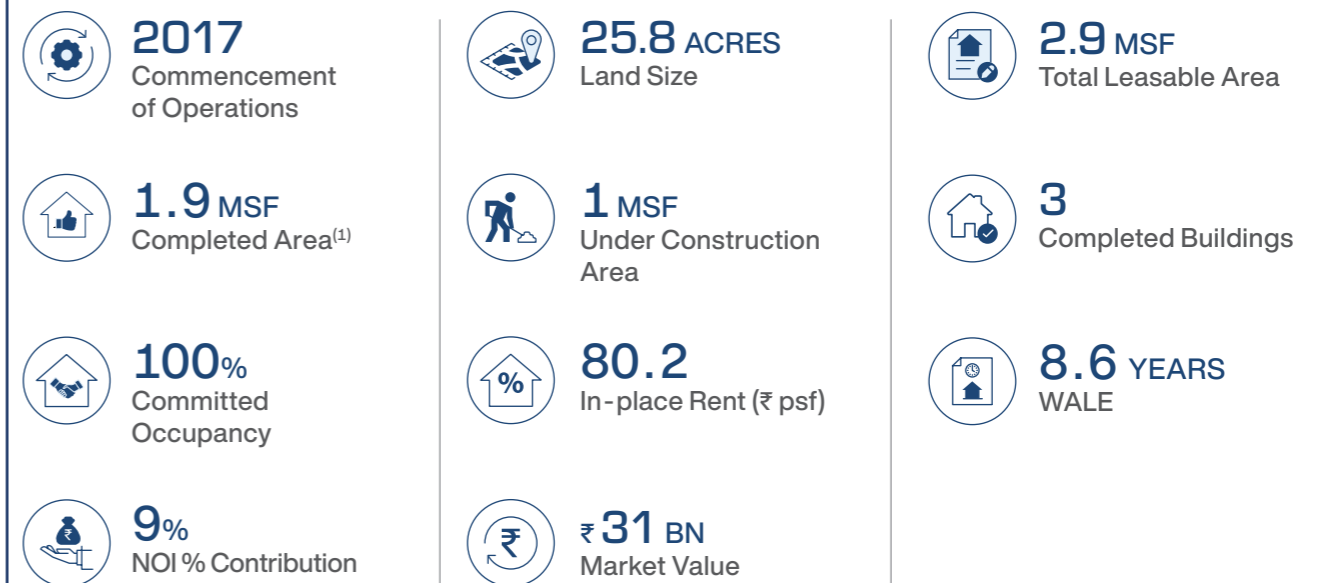 2017
Commencement
of Operations
25.8 ACRES
Land Size
2.9 MSF
Total Leasable Area
1.9 MSF
Completed Area(1)
1 MSF
Under Construction
Area
3
Completed Buildings
100%
Committed
Occupancy
%
80.2
In-place Rent (₹ psf)
8.6 YEARS
WALE
₹
9%
NOI % Contribution
₹
₹31 BN
Market Value